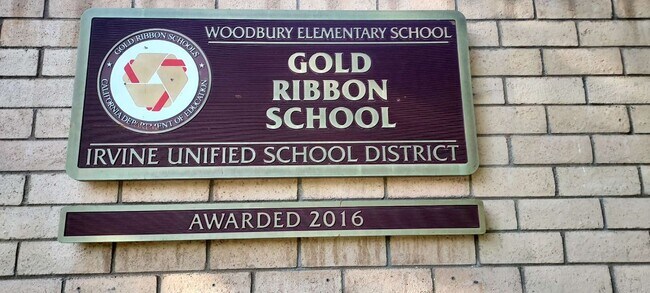 WOODBURY ELEMENTARY SCHOOL
GOLD RIBBON SCHOOLS
CALIFORNIA DEPARTMENT OF EDUCATION
GOLD
RIBBON
SCHOOL
IRVINE UNIFIED SCHOOL DISTRICT
AWARDED 2016